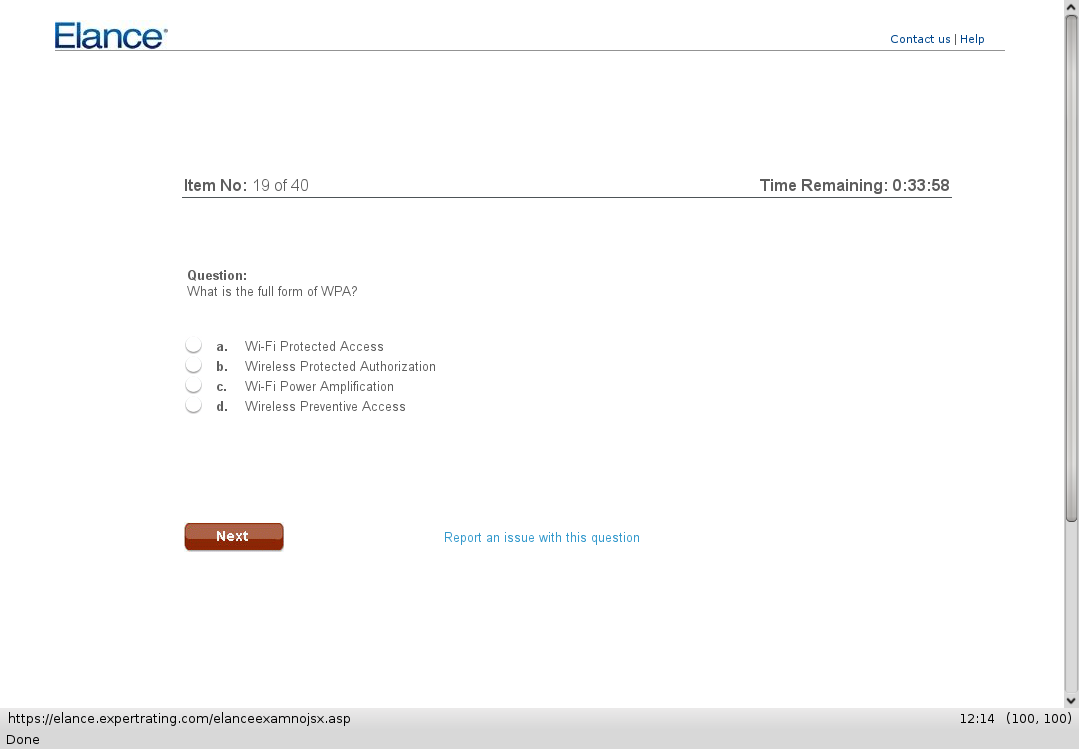 Elance
Contact us | Help
Item No: 19 of 40
Time Remaining: 0:33:58
Question:
What is the full form of WPA?
a. Wi-Fi Protected Access
b. Wireless Protected Authorization
c. Wi-Fi Power Amplification
d. Wireless Preventive Access
Next
Report an issue with this question
https://elance.expertrating.com/elanceexamnojsx.asp
12:14 (100, 100)
Done